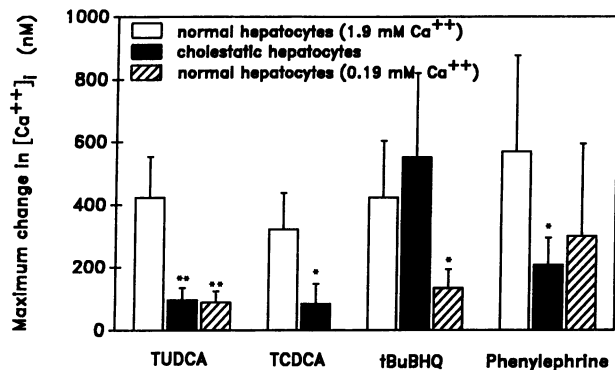 Maximum change in [Ca++]i (nM)
1000
800
600
400
200
0
normal hepatocytes (1.9 mM Ca++)
cholestatic hepatocytes
normal hepatocytes (0.19 mM Ca++)
** **
*
*
*
TUDCA TCDCA tBuBHQ Phenylephrine